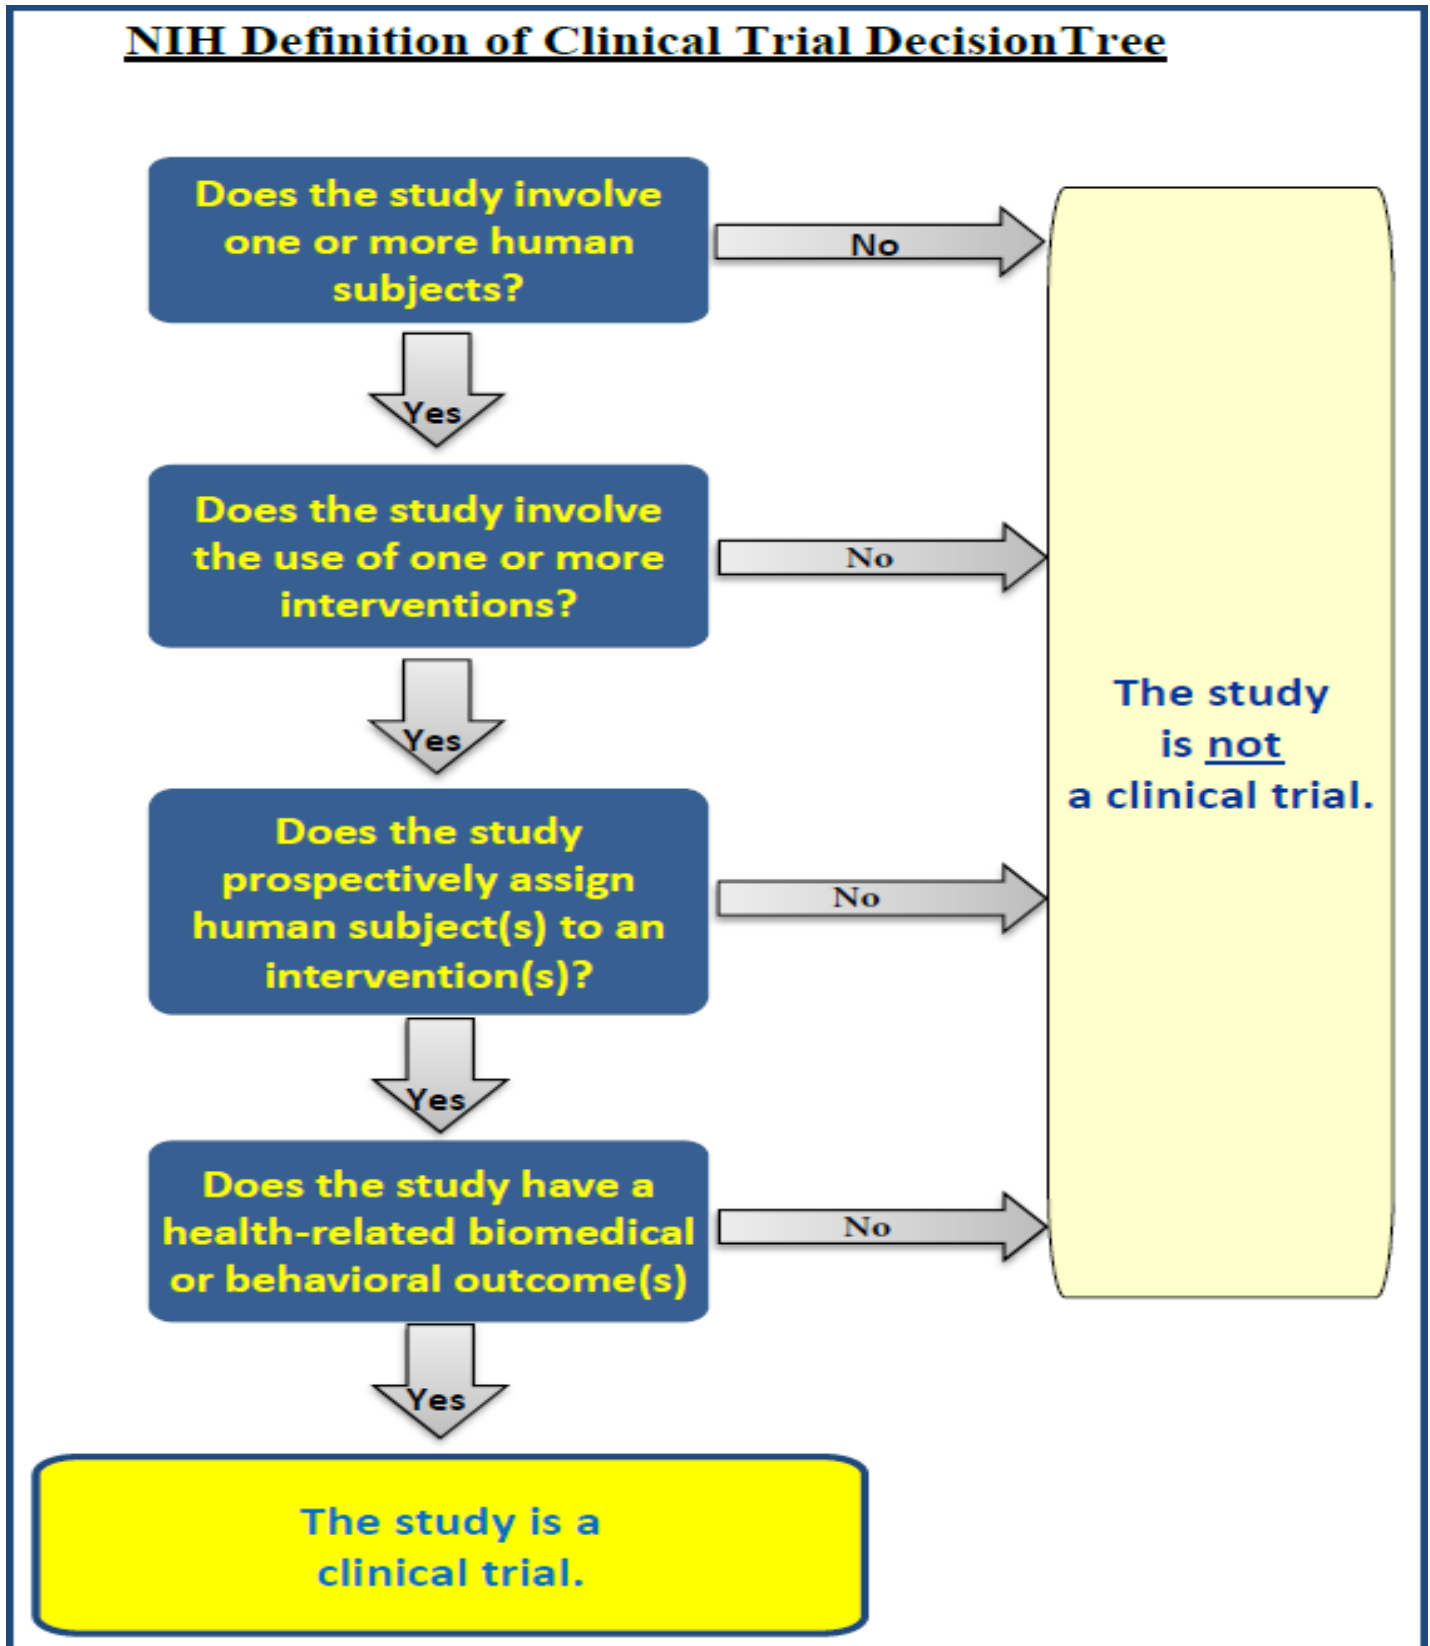 NIH Definition of Clinical Trial DecisionTree
Does the study involve
one or more human
subjects?
No
Yes
Does the study involve
the use of one or more
interventions?
No
Yes
Does the study
prospectively assign
human subject(s) to an
intervention(s)?
No
Yes
Does the study have a
health-related biomedical
or behavioral outcome(s)
No
Yes
The study
is not
a clinical trial.
The study is a
clinical trial.